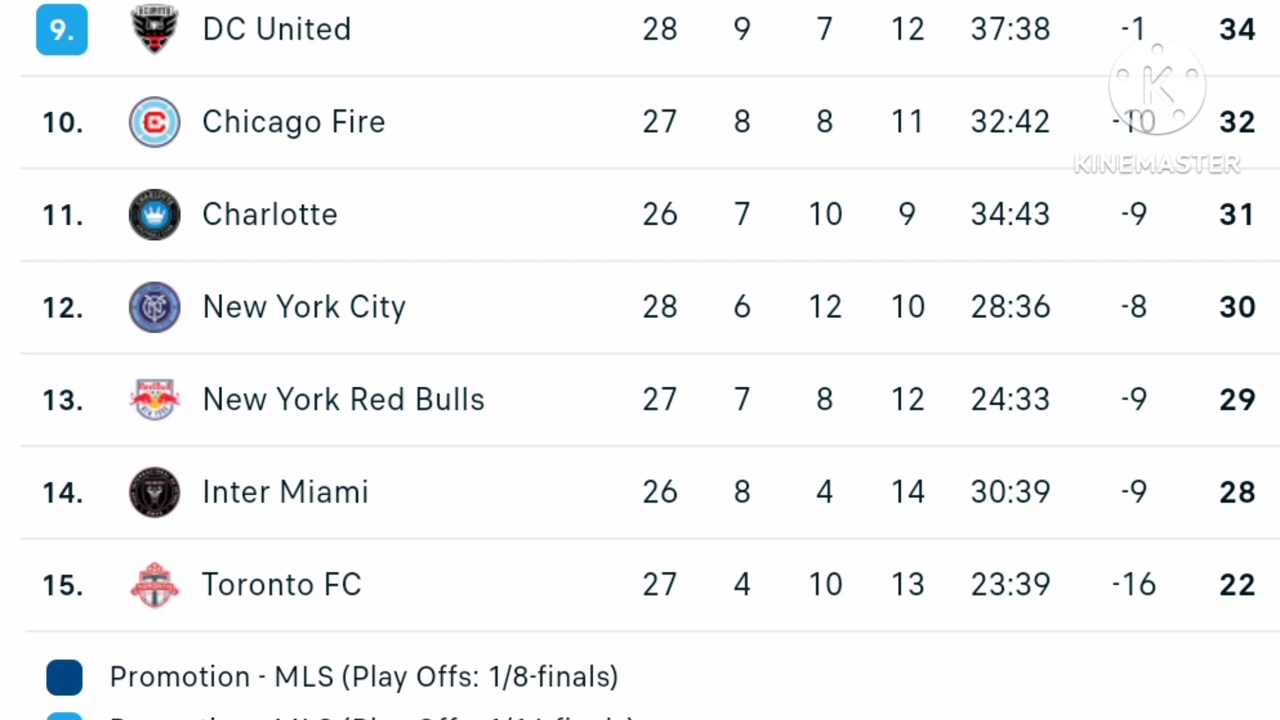 9. DC United 28 9 7 12 37:38 -1 34
10. Chicago Fire 27 8 8 11 32:42 -10 32
11. Charlotte 26 7 10 9 34:43 -9 31
12. New York City 28 6 12 10 28:36 -8 30
13. New York Red Bulls 27 7 8 12 24:33 -9 29
14. Inter Miami 26 8 4 14 30:39 -9 28
15. Toronto FC 27 4 10 13 23:39 -16 22
Promotion - MLS (Play Offs: 1/8-finals)
K
KINEMASTER